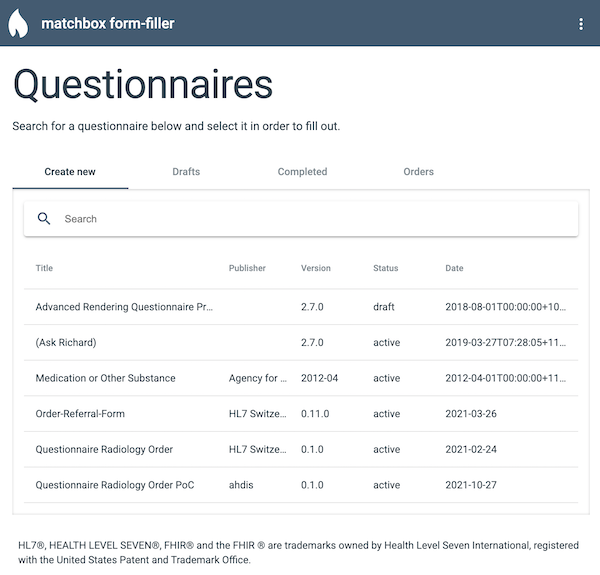 matchbox form-filler
Questionnaires
Search for a questionnaire below and select it in order to fill out.
Create new Drafts Completed Orders
Search
Title Publisher Version Status Date
Advanced Rendering Questionnaire Pr... 2.7.0 draft 2018-08-01T00:00:00+10...
(Ask Richard) 2.7.0 active 2019-03-27T07:28:05+11...
Medication or Other Substance Agency for ... 2012-04 active 2012-04-01T00:00:00+11...
Order-Referral-Form HL7 Switze... 0.11.0 active 2021-03-26
Questionnaire Radiology Order HL7 Switze... 0.1.0 active 2021-02-24
Questionnaire Radiology Order PoC ahdis 0.1.0 active 2021-10-27
HL7®, HEALTH LEVEL SEVEN®, FHIR® and the FHIR ® are trademarks owned by Health Level Seven International, registered
with the United States Patent and Trademark Office.